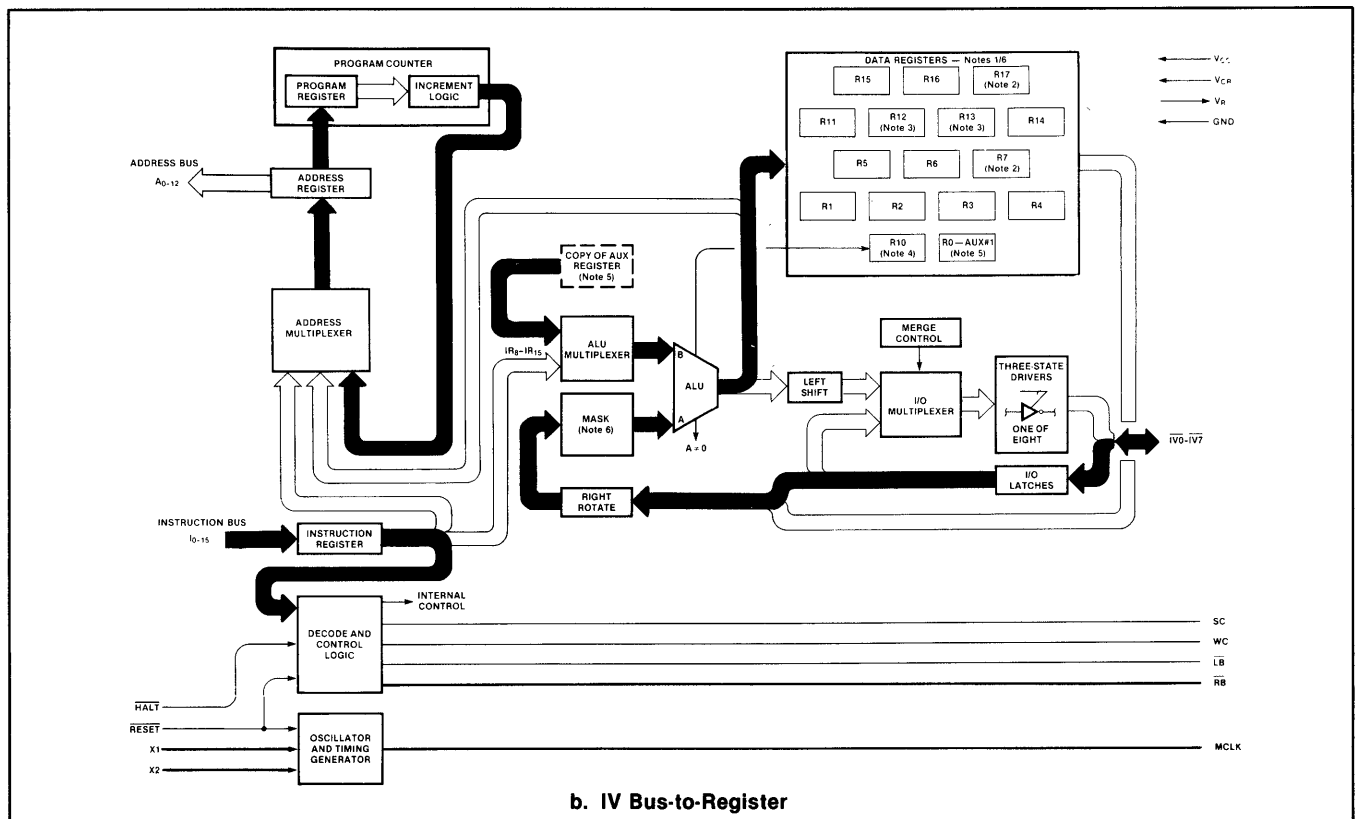 PROGRAM COUNTER
PROGRAM
REGISTER
INCREMENT
LOGIC
ADDRESS BUS
A0-12
ADDRESS
REGISTER
ADDRESS
MULTIPLEXER
DATA REGISTERS — Notes 1/6
R15
R16
R17
(Note 2)
R11
R12
(Note 3)
R13
(Note 3)
R14
R5
R6
R7
(Note 2)
R1
R2
R3
R4
R10
(Note 4)
R0—AUX#1
(Note 5)
VCC
VCR
VR
GND
COPY OF AUX
REGISTER
(Note 5)
IR8–IR15
ALU
MULTIPLEXER
B
ALU
A
A ≠ 0
MASK
(Note 6)
LEFT
SHIFT
MERGE
CONTROL
I/O
MULTIPLEXER
THREE-STATE
DRIVERS
ONE OF
EIGHT
IV0-IV7
I/O
LATCHES
RIGHT
ROTATE
INSTRUCTION BUS
I0-15
INSTRUCTION
REGISTER
INTERNAL
CONTROL
DECODE AND
CONTROL
LOGIC
SC
WC
LB
RB
HALT
RESET
X1
X2
OSCILLATOR
AND TIMING
GENERATOR
MCLK
b. IV Bus-to-Register